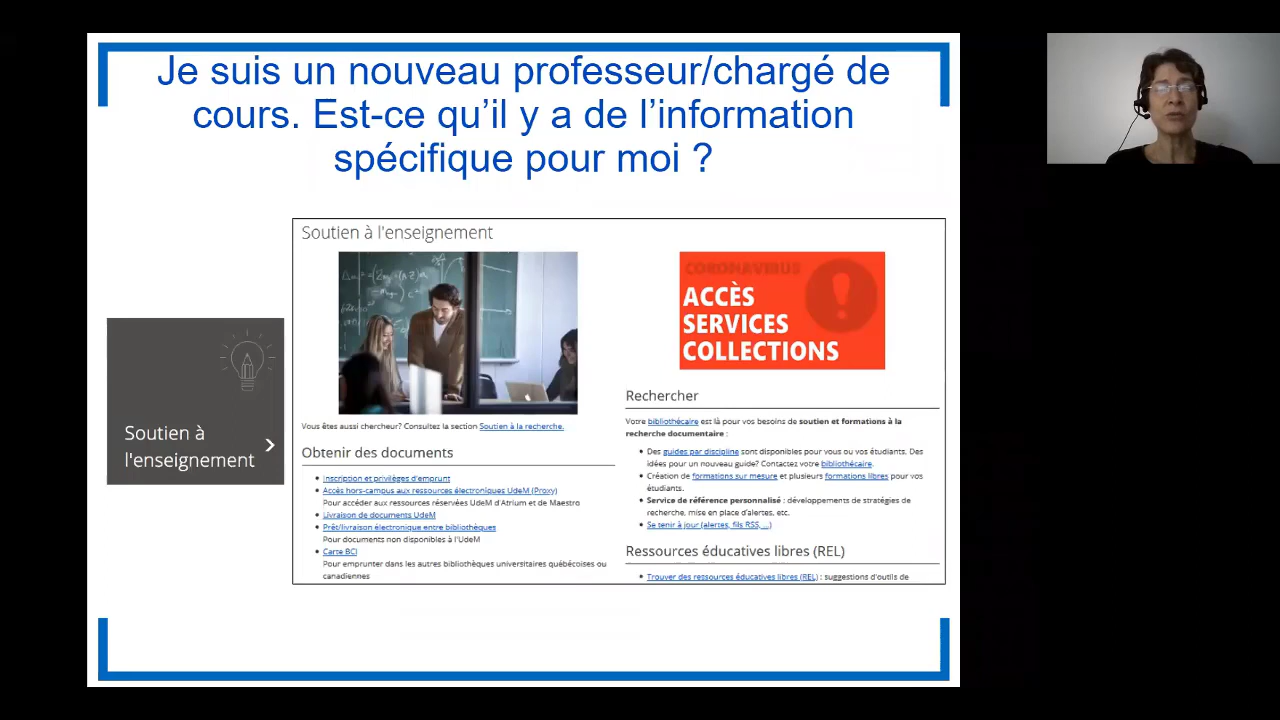 Je suis un nouveau professeur/chargé de
cours. Est-ce qu'il y a de l'information
spécifique pour moi ?
Soutien à
l'enseignement
Soutien à l'enseignement
Vous êtes aussi chercheur? Consultez la section Soutien à la recherche.
Obtenir des documents
Inscription et privilèges d'emprunt
Accès hors-campus aux ressources électroniques UdeM (Proxy)
Pour accéder aux ressources réservées UdeM d'Atrium et de Maestro
Livraison de documents UdeM
Prêt/livraison électronique entre bibliothèques
Pour documents non disponibles à l'UdeM
Carte BCI
Pour emprunter dans les autres bibliothèques universitaires québécoises ou
canadiennes
CORONAVIRUS
ACCÈS
SERVICES
COLLECTIONS
Rechercher
Votre bibliothécaire est là pour vos besoins de soutien et formations à la
recherche documentaire :
Des guides par discipline sont disponibles pour vous ou vos étudiants. Des
idées pour un nouveau guide? Contactez votre bibliothécaire.
Création de formations sur mesure et plusieurs formations libres pour vos
étudiants.
Service de référence personnalisé : développements de stratégies de
recherche, mise en place d'alertes, etc.
Se tenir à jour (alertes, fils RSS, ...)
Ressources éducatives libres (REL)
Trouver des ressources éducatives libres (REL) : suggestions d'outils de